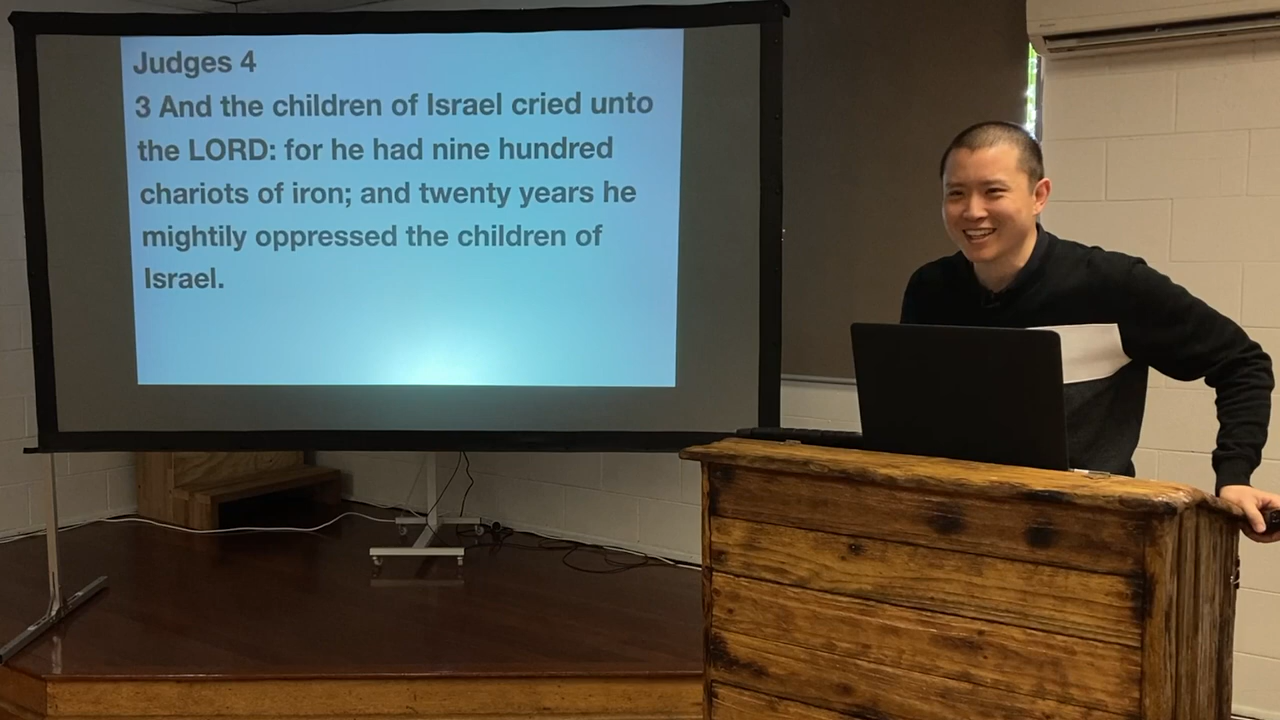 Judges 4
3 And the children of Israel cried unto
the LORD: for he had nine hundred
chariots of iron; and twenty years he
mightily oppressed the children of
Israel.